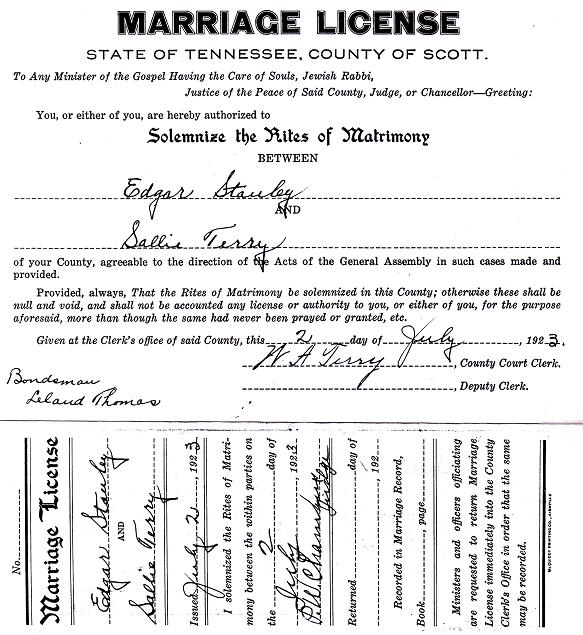 MARRIAGE LICENSE
STATE OF TENNESSEE, COUNTY OF SCOTT.
To Any Minister of the Gospel Having the Care of Souls, Jewish Rabbi,
Justice of the Peace of Said County, Judge, or Chancellor—Greeting:
You, or either of you, are hereby authorized to
Solemnize the Rites of Matrimony
BETWEEN
Edgar Stanley
AND
Sallie Terry
of your County, agreeable to the direction of the Acts of the General Assembly in such cases made and
provided.
Provided, always, That the Rites of Matrimony be solemnized in this County; otherwise these shall be
null and void, and shall not be accounted any license or authority to you, or either of you, for the purpose
aforesaid, more than though the same had never been prayed or granted, etc.
Given at the Clerk's office of said County, this 2 day of July, 1923.
W A Terry, County Court Clerk.
, Deputy Clerk.
Bondsman
Leland Thomas
No.
Marriage License
Edgar Stanley
AND
Sallie Terry
Issued July 2, 1923
I solemnized the Rites of Matri-
mony between the within parties on
the 2 day of
July, 192
Judge
Returned day of
, 192
Recorded in Marriage Record,
Book, page
Ministers and officers officiating
are requested to return Marriage
License immediately into the County
Clerk's Office in order that the same
may be recorded.